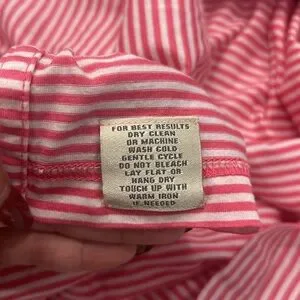 FOR BEST RESULTS
DRY CLEAN
OR MACHINE
WASH COLD
GENTLE CYCLE
DO NOT BLEACH
LAY FLAT OR
HANG DRY
TOUCH UP WITH
WARM IRON
IF NEEDED